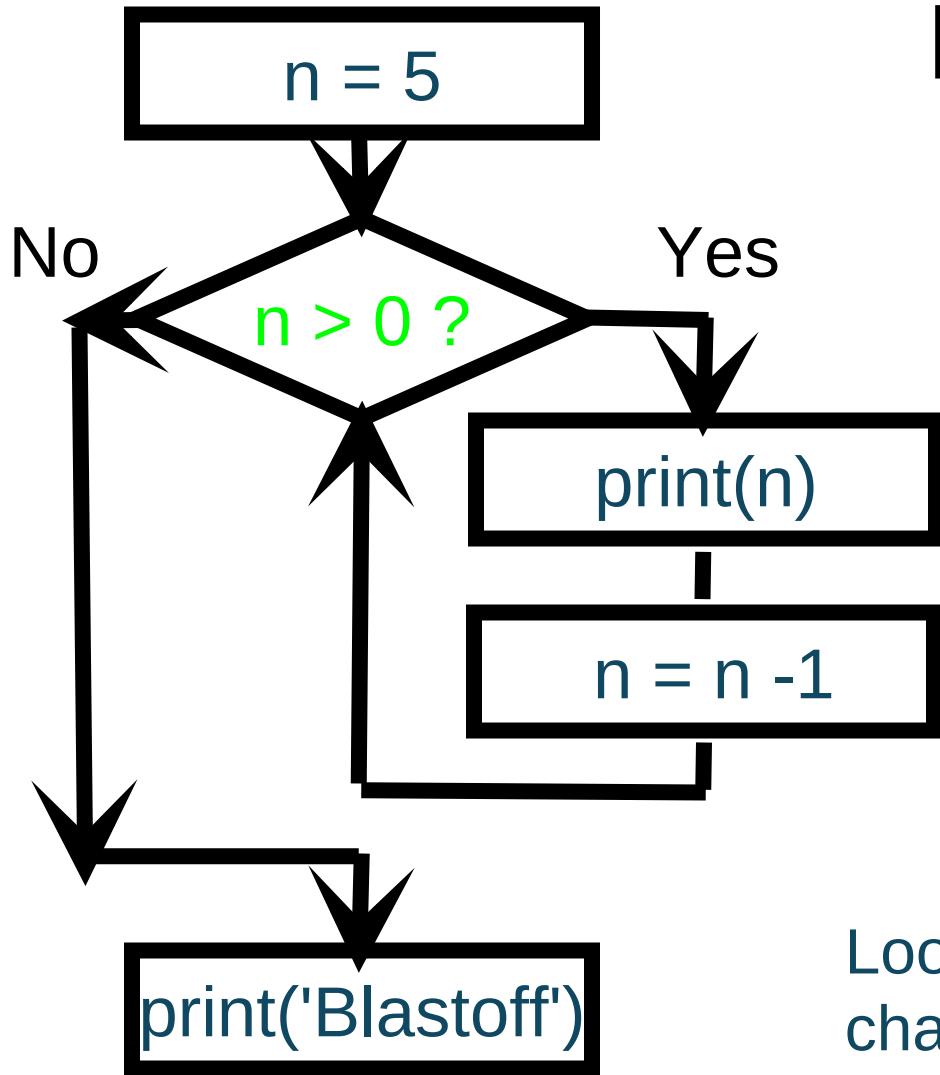 n = 5
No
Yes
n > 0 ?
print(n)
n = n -1
print('Blastoff')